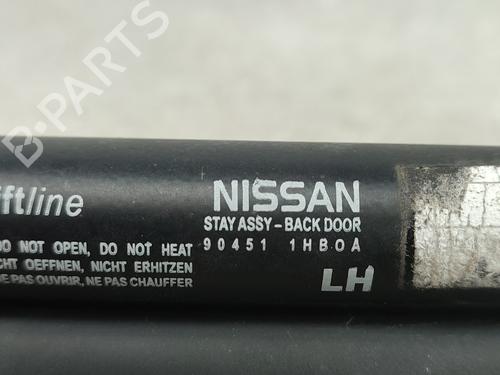 iftline
NISSAN
STAY ASSY – BACK DOOR
90451 1HB0A
LH
DO NOT OPEN, DO NOT HEAT
CHT OEFFNEN, NICHT ERHITZEN
NE PAS OUVRIR, NE PAS CHAUFFER
B-PARTS